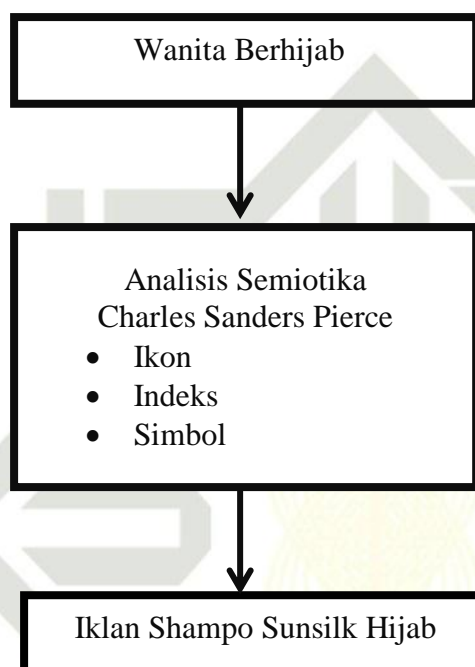 Wanita Berhijab
Analisis Semiotika
Charles Sanders Pierce
• Ikon
• Indeks
• Simbol
Iklan Shampo Sunsilk Hijab